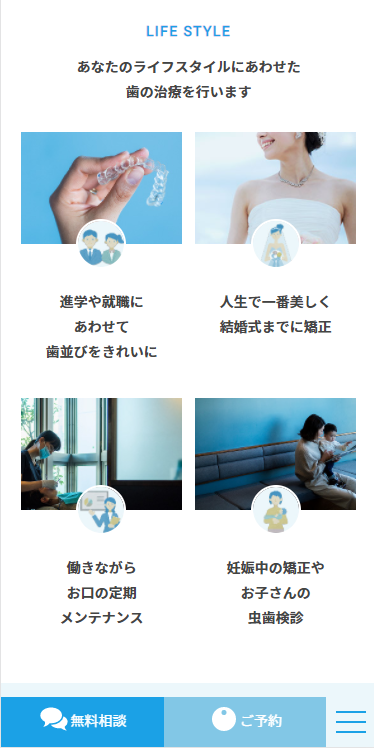 LIFE STYLE
あなたのライフスタイルにあわせた
歯の治療を行います
進学や就職に
あわせて
歯並びをきれいに
人生で一番美しく
結婚式までに矯正
働きながら
お口の定期
メンテナンス
妊娠中の矯正や
お子さんの
虫歯検診
無料相談
ご予約